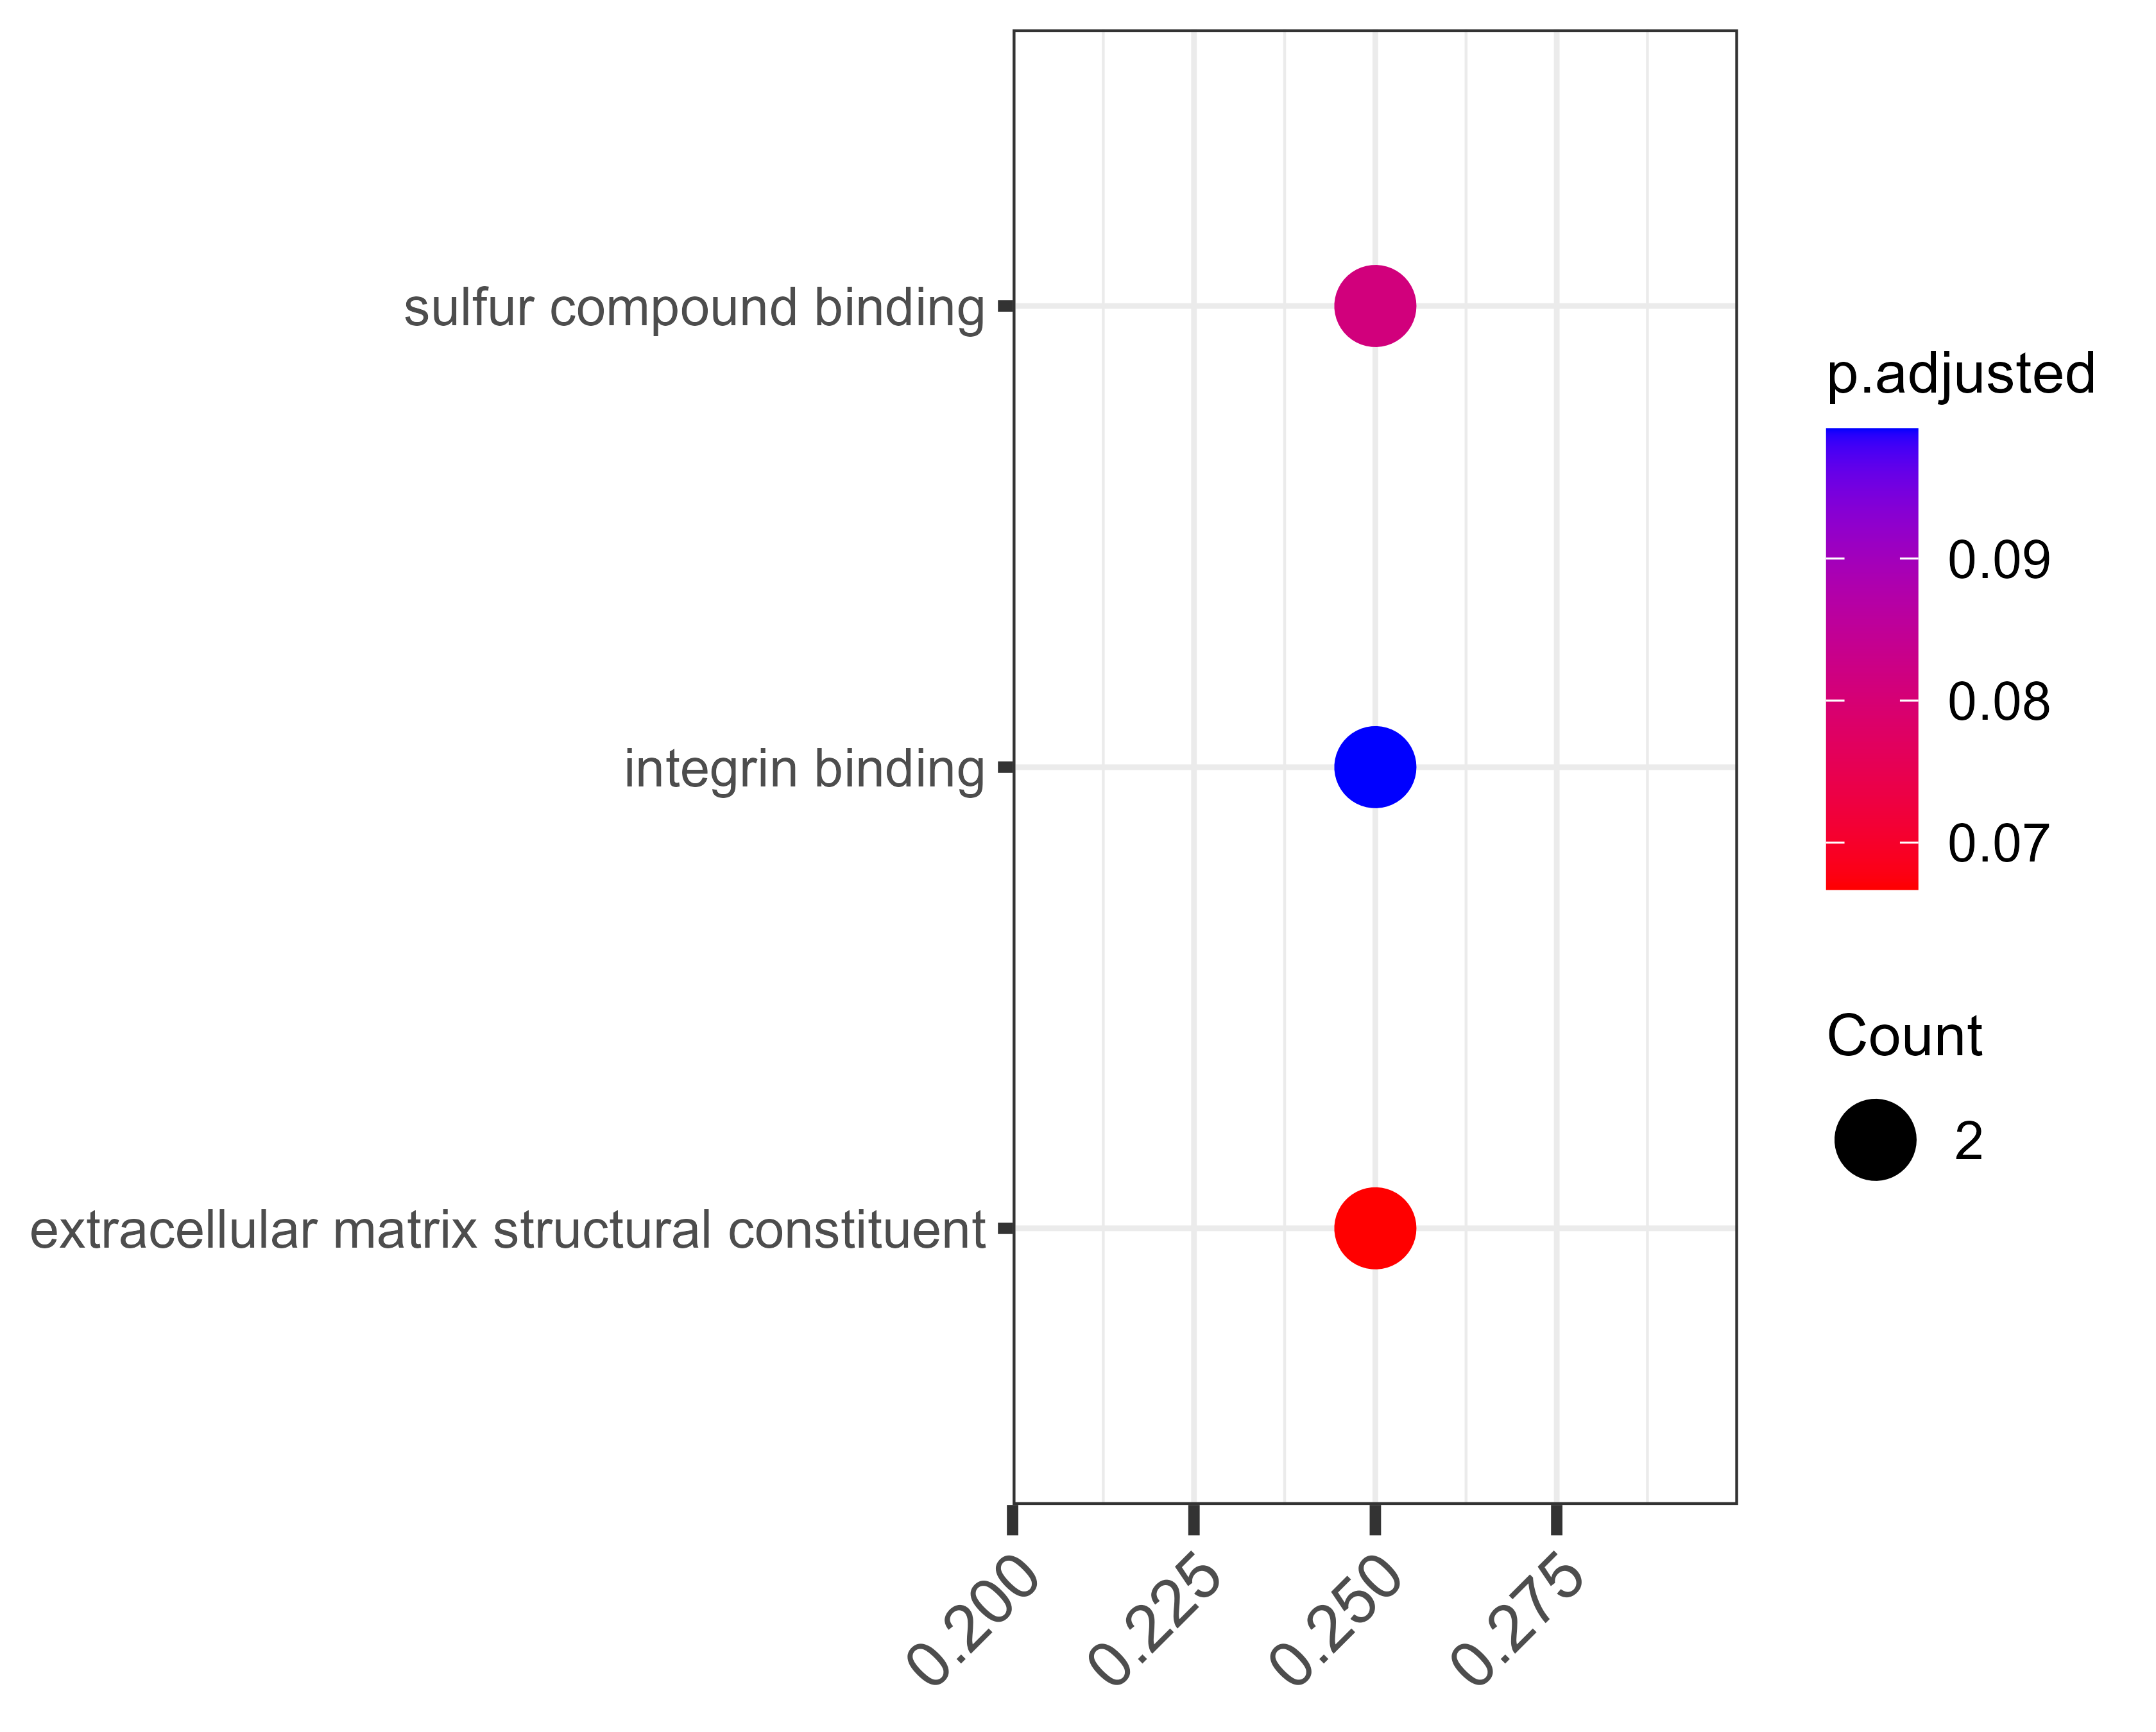 sulfur compound binding
integrin binding
extracellular matrix structural constituent
0.200
0.225
0.250
0.275
p.adjusted
0.09
0.08
0.07
Count
2